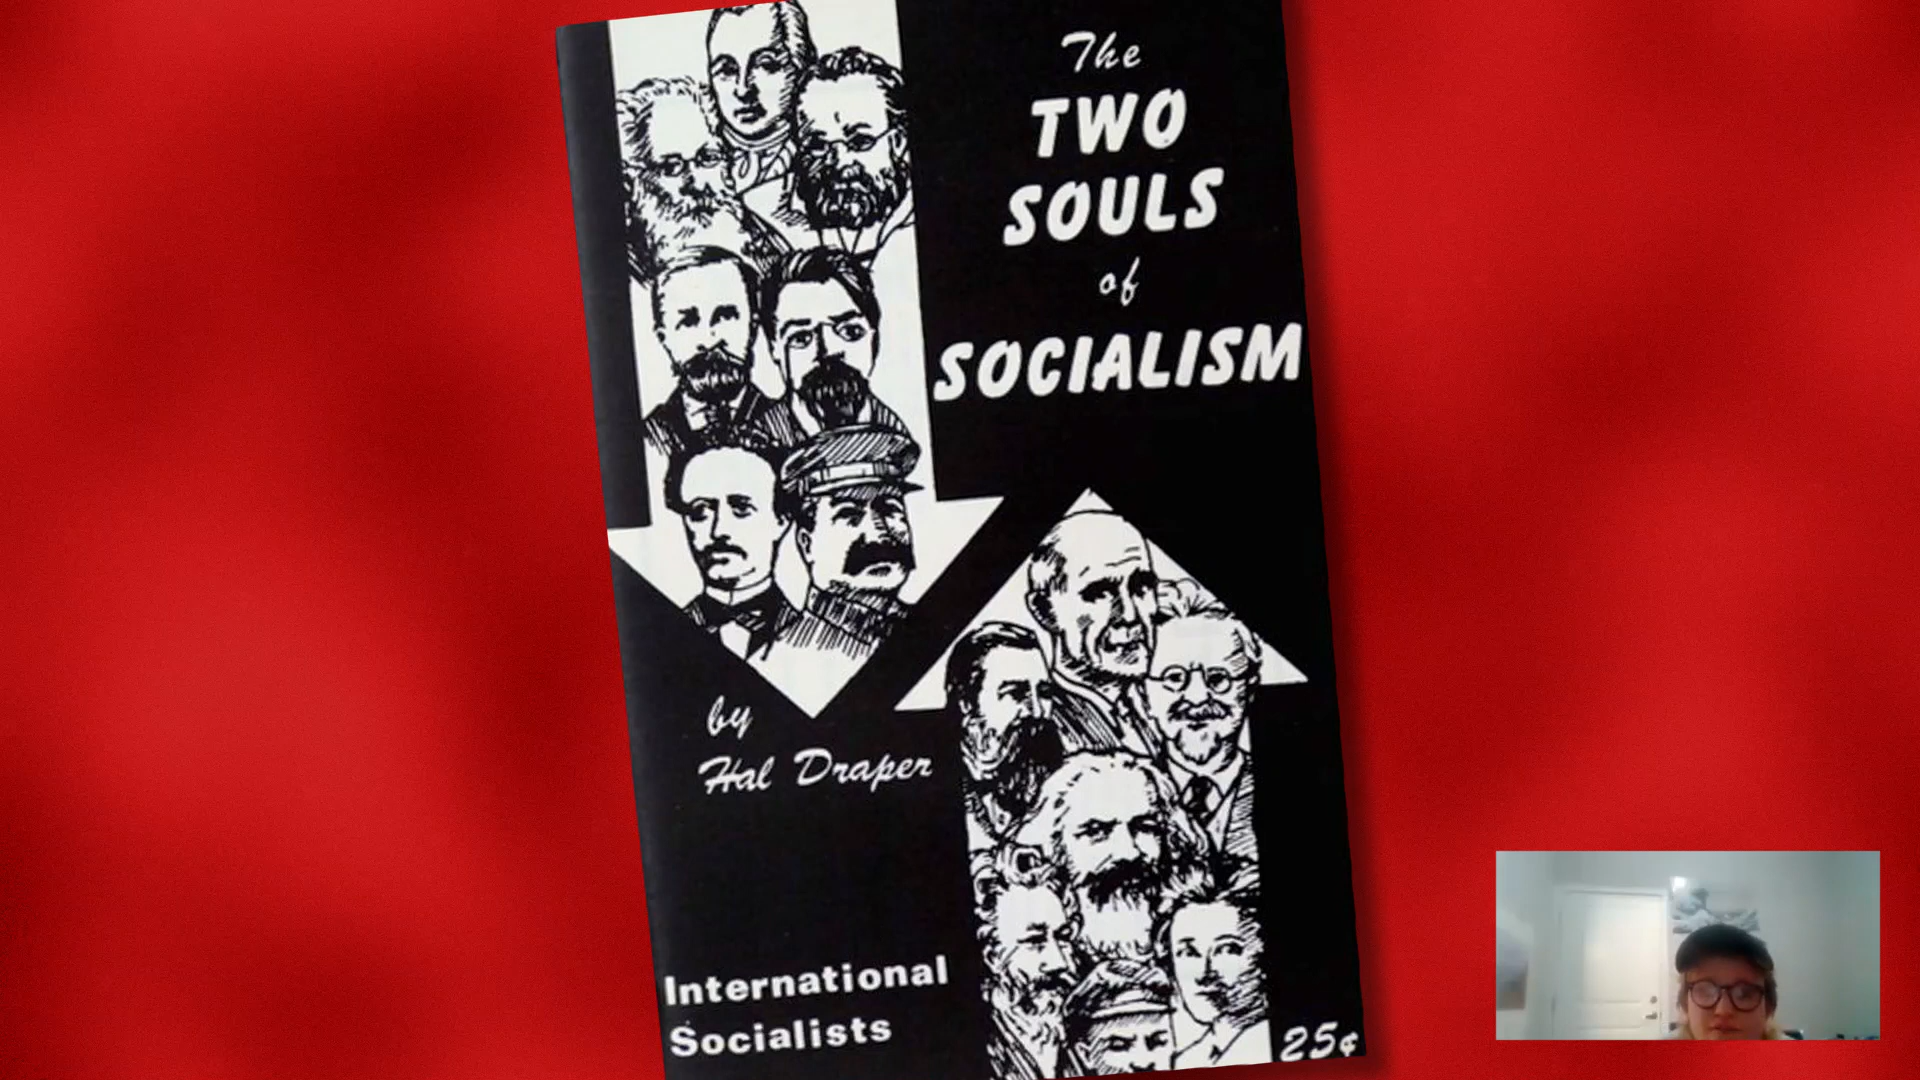 The
TWO
SOULS
of
SOCIALISM
by
Hal Draper
International
Socialists
25¢